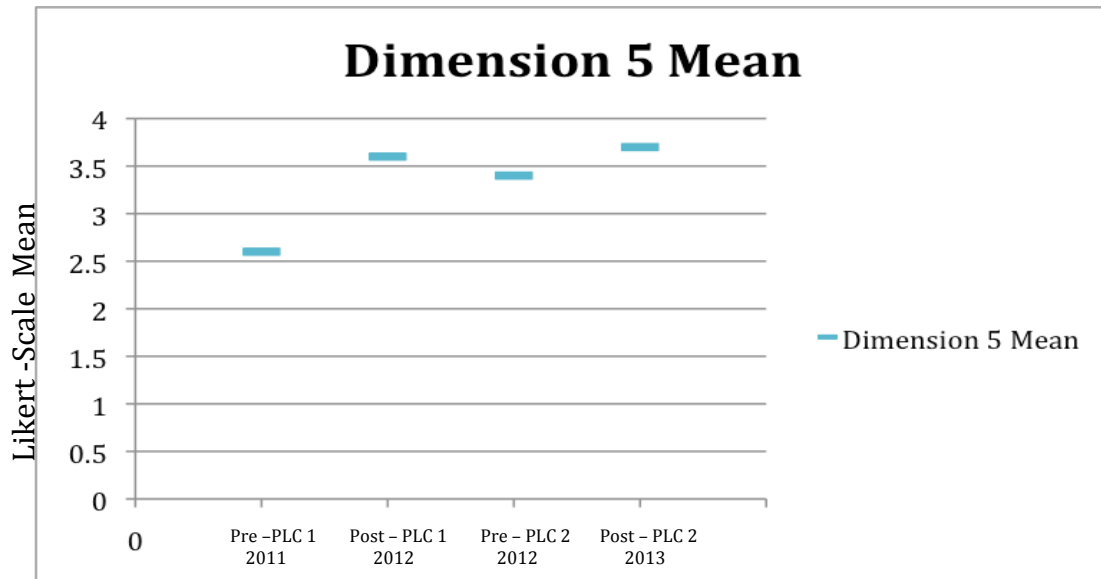 Dimension 5 Mean
Likert -Scale Mean
4
3.5
3
2.5
2
1.5
1
0.5
0
0
Pre –PLC 1
2011
Post – PLC 1
2012
Pre – PLC 2
2012
Post – PLC 2
2013
Dimension 5 Mean